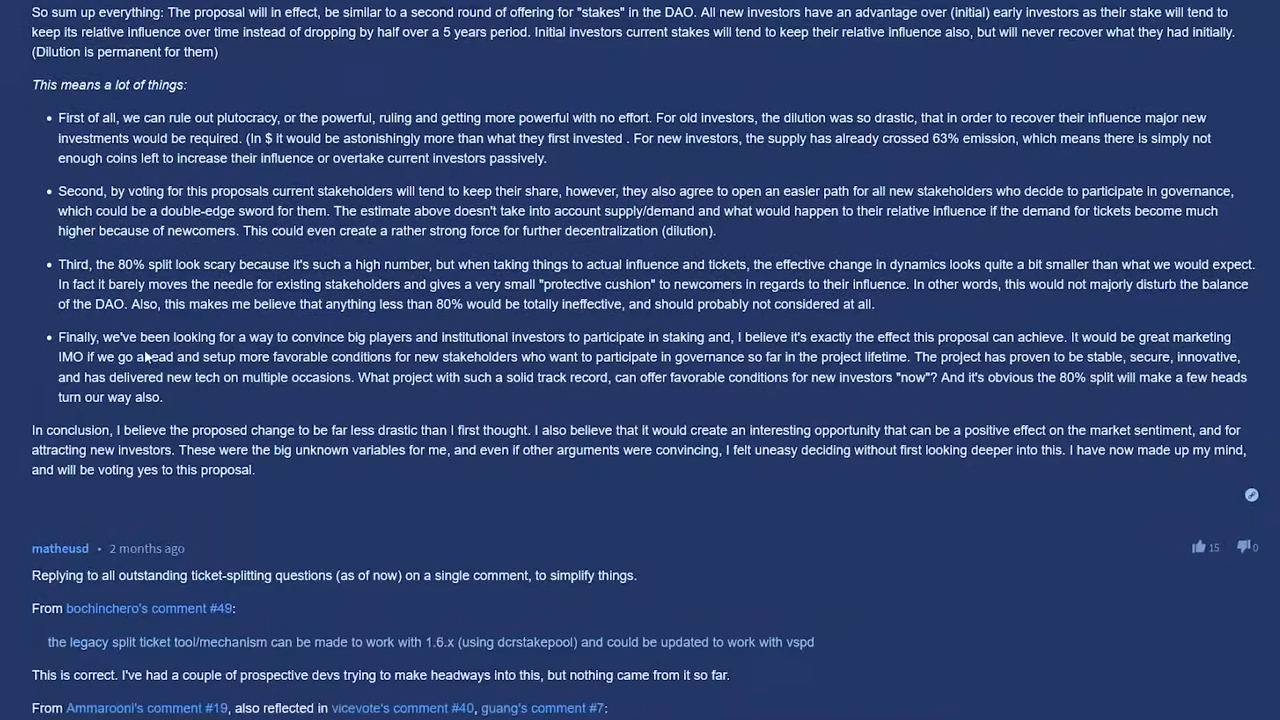 So sum up everything: The proposal will in effect, be similar to a second round of offering for "stakes" in the DAO. All new investors have an advantage over (initial) early investors as their stake will tend to
keep its relative influence over time instead of dropping by half over a 5 years period. Initial investors current stakes will tend to keep their relative influence also, but will never recover what they had initially.
(Dilution is permanent for them)
This means a lot of things:
• First of all, we can rule out plutocracy, or the powerful, ruling and getting more powerful with no effort. For old investors, the dilution was so drastic, that in order to recover their influence major new
investments would be required. (In $ it would be astonishingly more than what they first invested . For new investors, the supply has already crossed 63% emission, which means there is simply not
enough coins left to increase their influence or overtake current investors passively.
• Second, by voting for this proposals current stakeholders will tend to keep their share, however, they also agree to open an easier path for all new stakeholders who decide to participate in governance,
which could be a double-edge sword for them. The estimate above doesn't take into account supply/demand and what would happen to their relative influence if the demand for tickets become much
higher because of newcomers. This could even create a rather strong force for further decentralization (dilution).
• Third, the 80% split look scary because it's such a high number, but when taking things to actual influence and tickets, the effective change in dynamics looks quite a bit smaller than what we would expect.
In fact it barely moves the needle for existing stakeholders and gives a very small "protective cushion" to newcomers in regards to their influence. In other words, this would not majorly disturb the balance
of the DAO. Also, this makes me believe that anything less than 80% would be totally ineffective, and should probably not considered at all.
• Finally, we've been looking for a way to convince big players and institutional investors to participate in staking and, I believe it's exactly the effect this proposal can achieve. It would be great marketing
IMO if we go ahead and setup more favorable conditions for new stakeholders who want to participate in governance so far in the project lifetime. The project has proven to be stable, secure, innovative,
and has delivered new tech on multiple occasions. What project with such a solid track record, can offer favorable conditions for new investors "now"? And it's obvious the 80% split will make a few heads
turn our way also.
In conclusion, I believe the proposed change to be far less drastic than I first thought. I also believe that it would create an interesting opportunity that can be a positive effect on the market sentiment, and for
attracting new investors. These were the big unknown variables for me, and even if other arguments were convincing, I felt uneasy deciding without first looking deeper into this. I have now made up my mind,
and will be voting yes to this proposal.
matheusd • 2 months ago 15 0
Replying to all outstanding ticket-splitting questions (as of now) on a single comment, to simplify things.
From bochinchero's comment #49:
the legacy split ticket tool/mechanism can be made to work with 1.6.x (using dcrstakepool) and could be updated to work with vspd
This is correct. I've had a couple of prospective devs trying to make headways into this, but nothing came from it so far.
From Ammarooni's comment #19, also reflected in vicevote's comment #40, guang's comment #7: